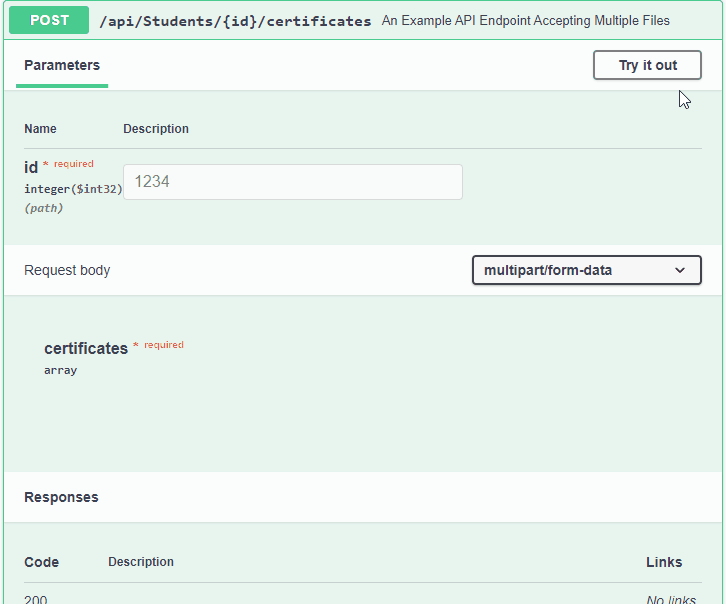 POST /api/Students/{id}/certificates An Example API Endpoint Accepting Multiple Files
Parameters Try it out
Name Description
id * required
integer($int32) 1234
(path)
Request body multipart/form-data
certificates * required
array
Responses
Code Description Links
200 No links